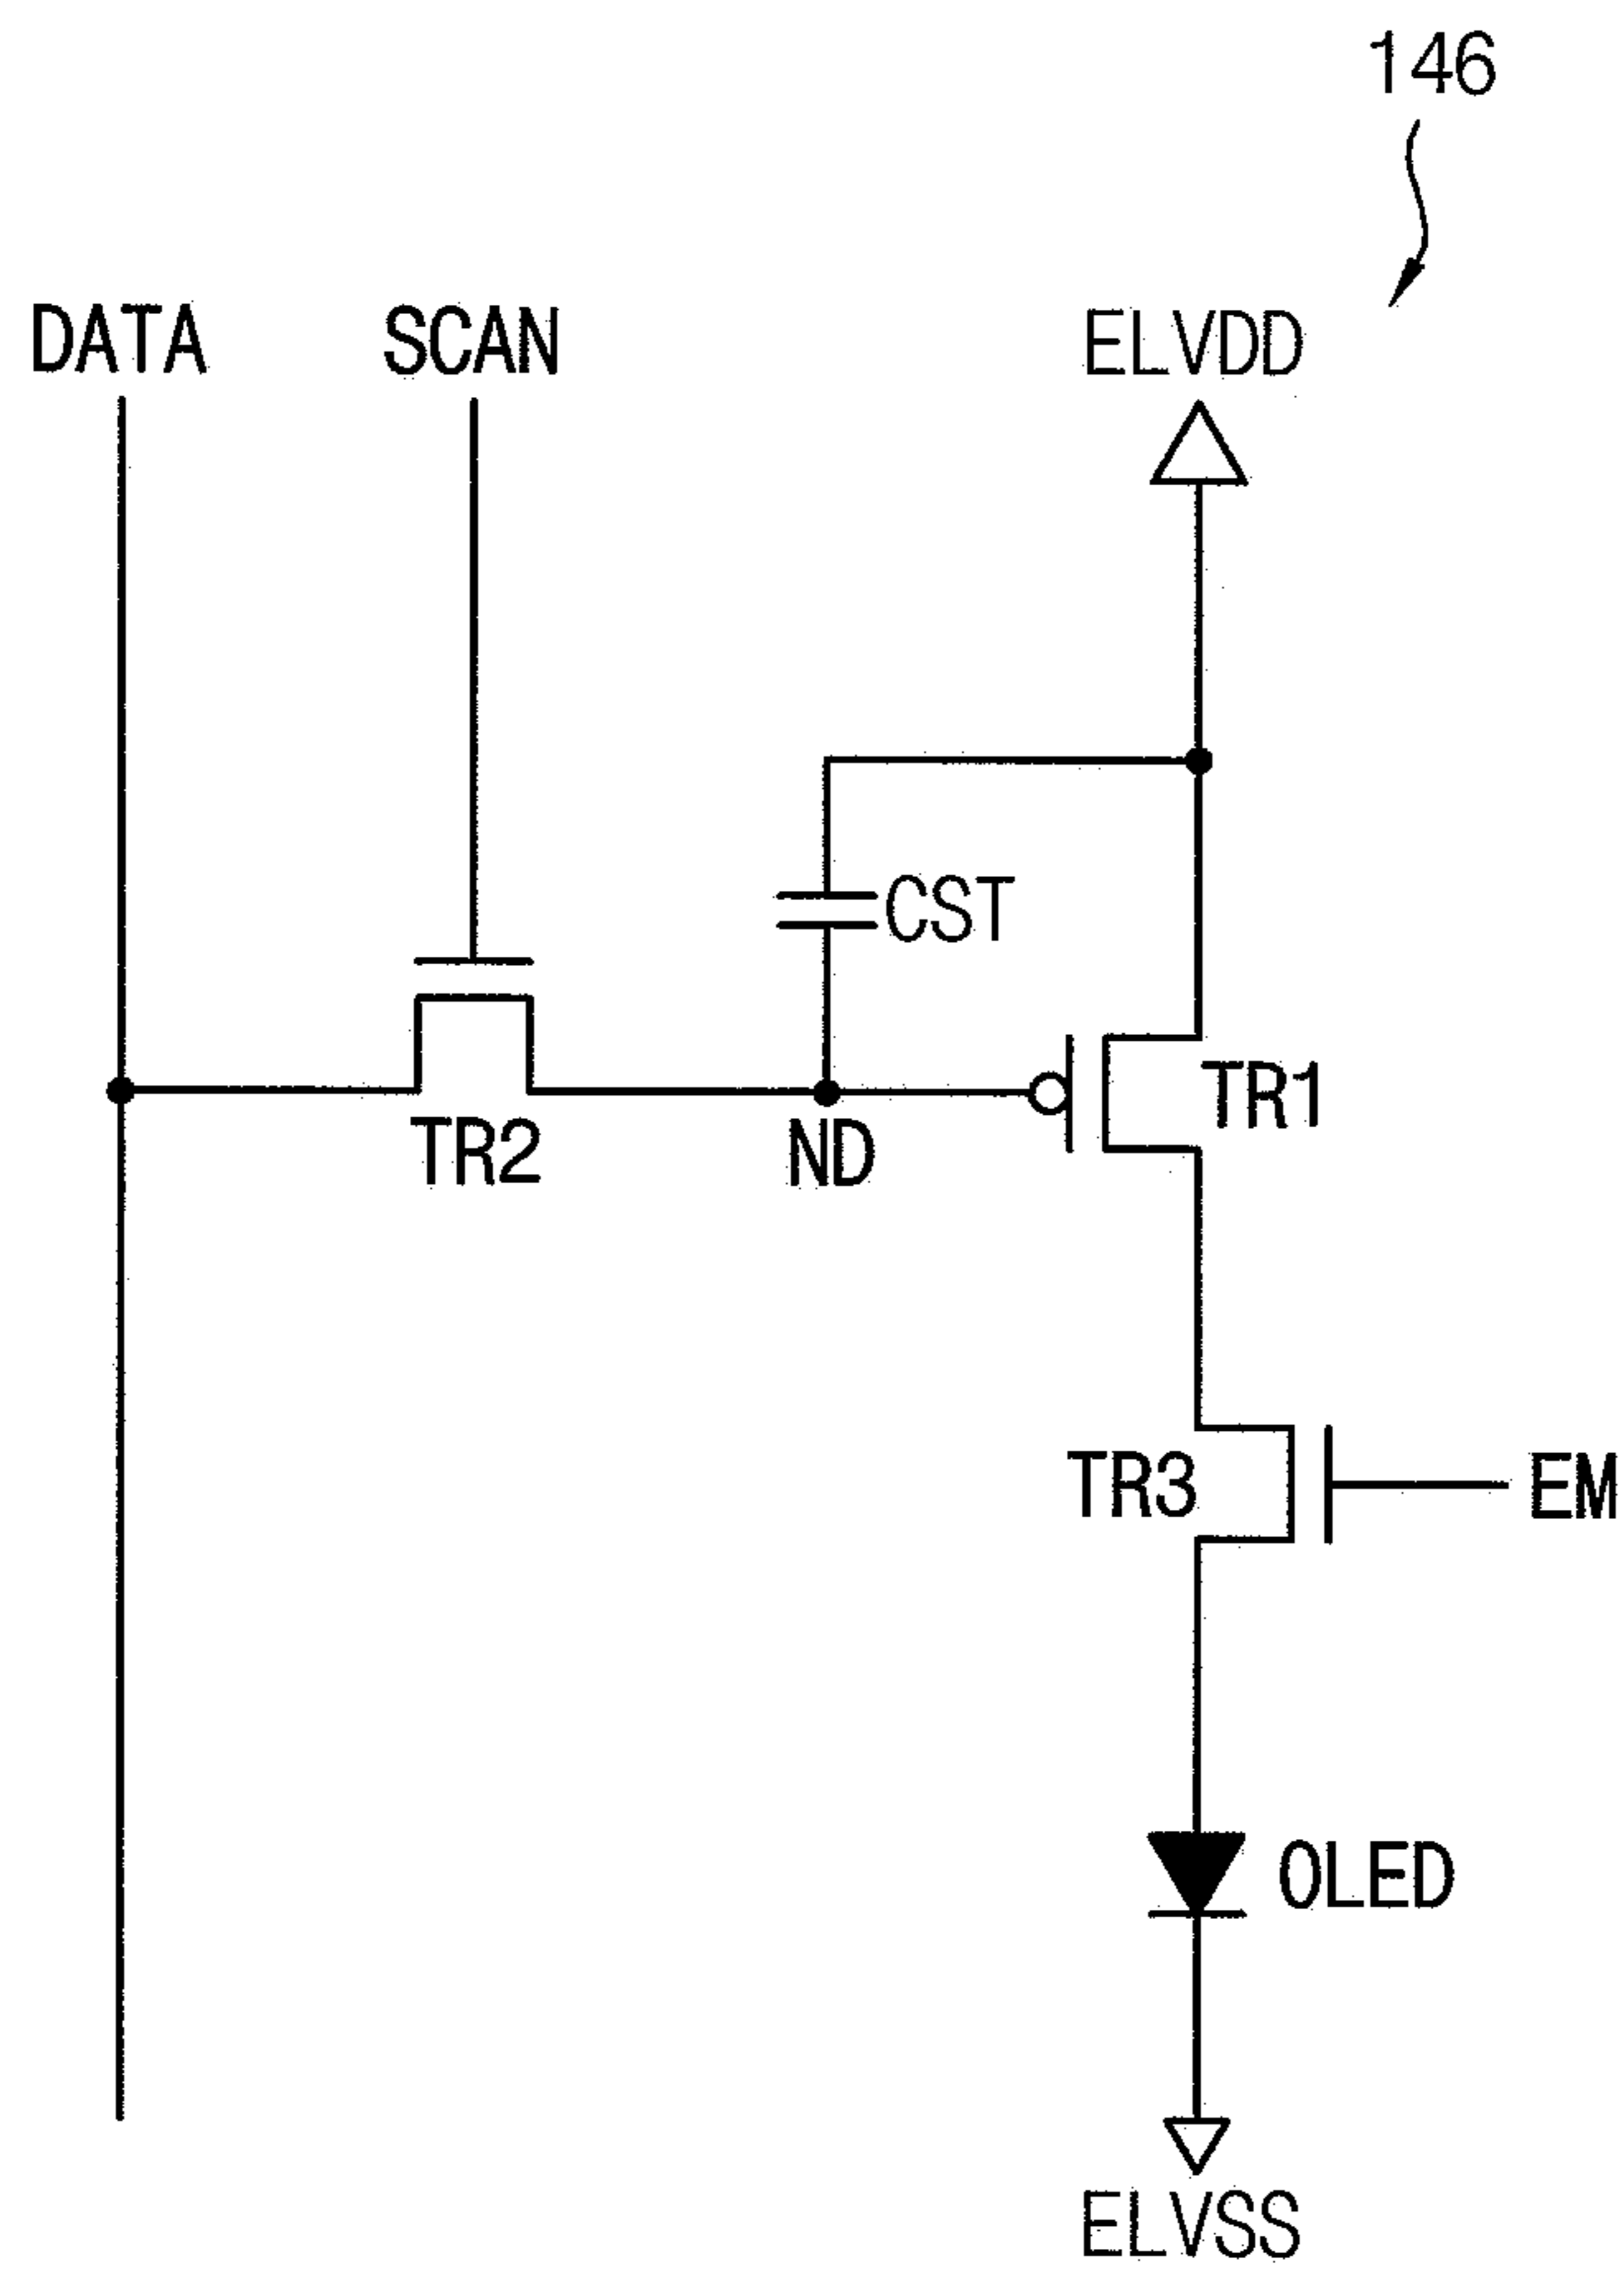 146
DATA
SCAN
ELVDD
CST
TR1
TR2
ND
TR3
EM
OLED
ELVSS